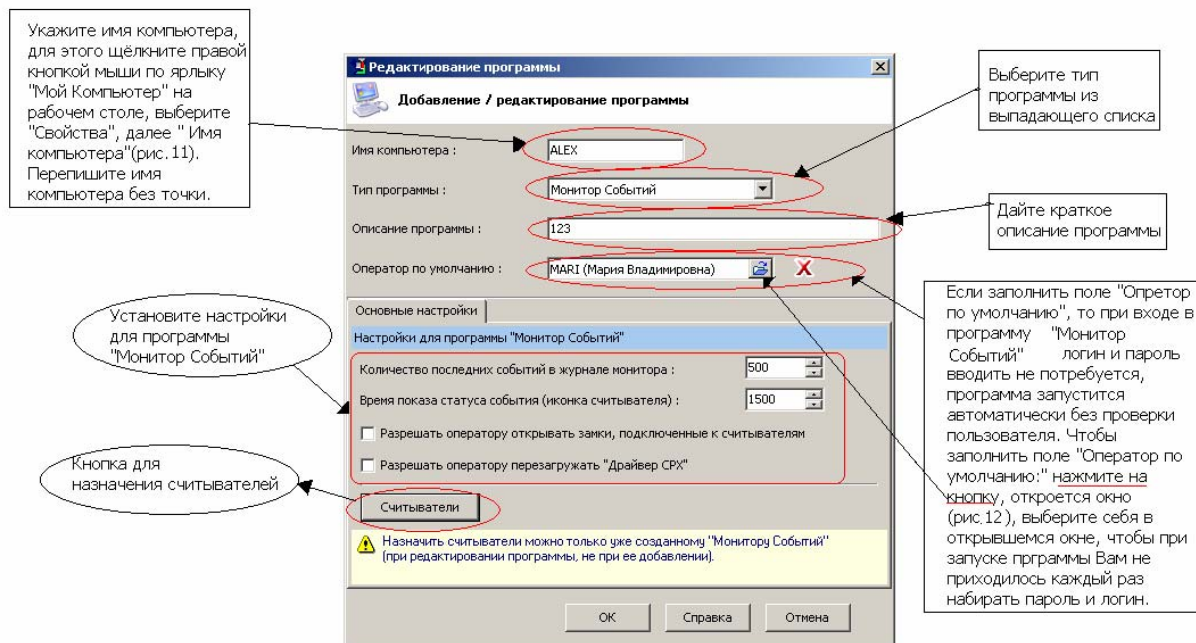 Укажите имя компьютера,
для этого щёлкните правой
кнопкой мыши по ярлыку
"Мой Компьютер" на
рабочем столе, выберите
"Свойства", далее " Имя
компьютера"(рис.11).
Перепишите имя
компьютера без точки.
Редактирование программы
Добавление / редактирование программы
Имя компьютера :
ALEX
Тип программы :
Монитор Событий
Описание программы :
123
Оператор по умолчанию :
MARI (Мария Владимировна)
Выберите тип
программы из
выпадающего списка
Дайте краткое
описание программы
Если заполнить поле "Опретор
по умолчанию", то при входе в
программу "Монитор
Событий" логин и пароль
вводить не потребуется,
программа запустится
автоматически без проверки
пользователя. Чтобы
заполнить поле "Оператор по
умолчанию:" нажмите на
кнопку, откроется окно
(рис.12), выберите себя в
открывшемся окне, чтобы при
запуске прграммы Вам не
приходилось каждый раз
набирать пароль и логин.
Установите настройки
для программы
"Монитор Событий"
Основные настройки
Настройки для программы "Монитор Событий"
Количество последних событий в журнале монитора :
500
Время показа статуса события (иконка считывателя) :
1500
Разрешать оператору открывать замки, подключенные к считывателям
Разрешать оператору перезагружать "Драйвер СРХ"
Кнопка для
назначения считывателей
Считыватели
Назначить считыватели можно только уже созданному "Монитору Событий"
(при редактировании программы, не при ее добавлении).
ОК
Справка
Отмена